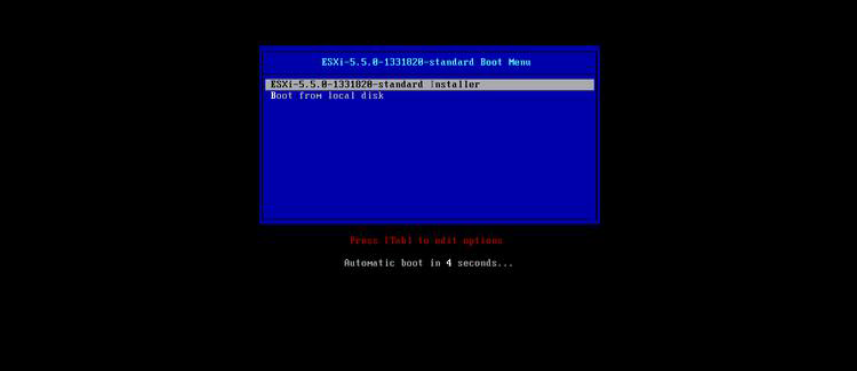 ESXi-5.5.0-1331820-standard Boot Menu
ESXi-5.5.0-1331820-standard Installer
Boot from local disk
Press [Tab] to edit options
Automatic boot in 4 seconds...